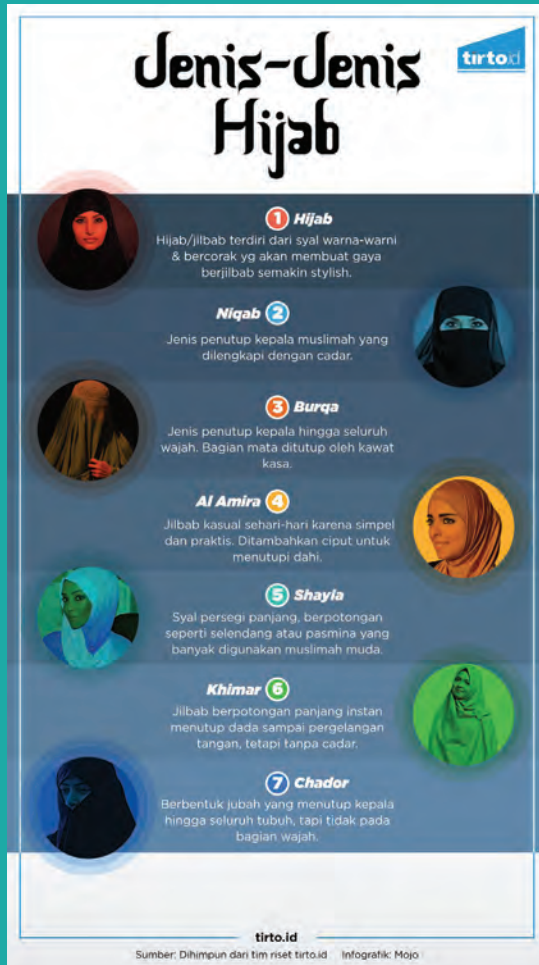 Jenis-Jenis
Hijab
tirto.id
1 Hijab
Hijab/jilbab terdiri dari syal warna-warni
& bercorak yg akan membuat gaya
berjilbab semakin stylish.
Niqab 2
Jenis penutup kepala muslimah yang
dilengkapi dengan cadar.
3 Burqa
Jenis penutup kepala hingga seluruh
wajah. Bagian mata ditutup oleh kawat
kasa.
Al Amira 4
Jilbab kasual sehari-hari karena simpel
dan praktis. Ditambahkan ciput untuk
menutupi dahi.
5 Shayla
Syal persegi panjang, berpotongan
seperti selendang atau pasmina yang
banyak digunakan muslimah muda.
Khimar 6
Jilbab berpotongan panjang instan
menutup dada sampai pergelangan
tangan, tetapi tanpa cadar.
7 Chador
Berbentuk jubah yang menutup kepala
hingga seluruh tubuh, tapi tidak pada
bagian wajah.
tirto.id
Sumber: Dihimpun dari tim riset tirto.id Infografik: Mojo